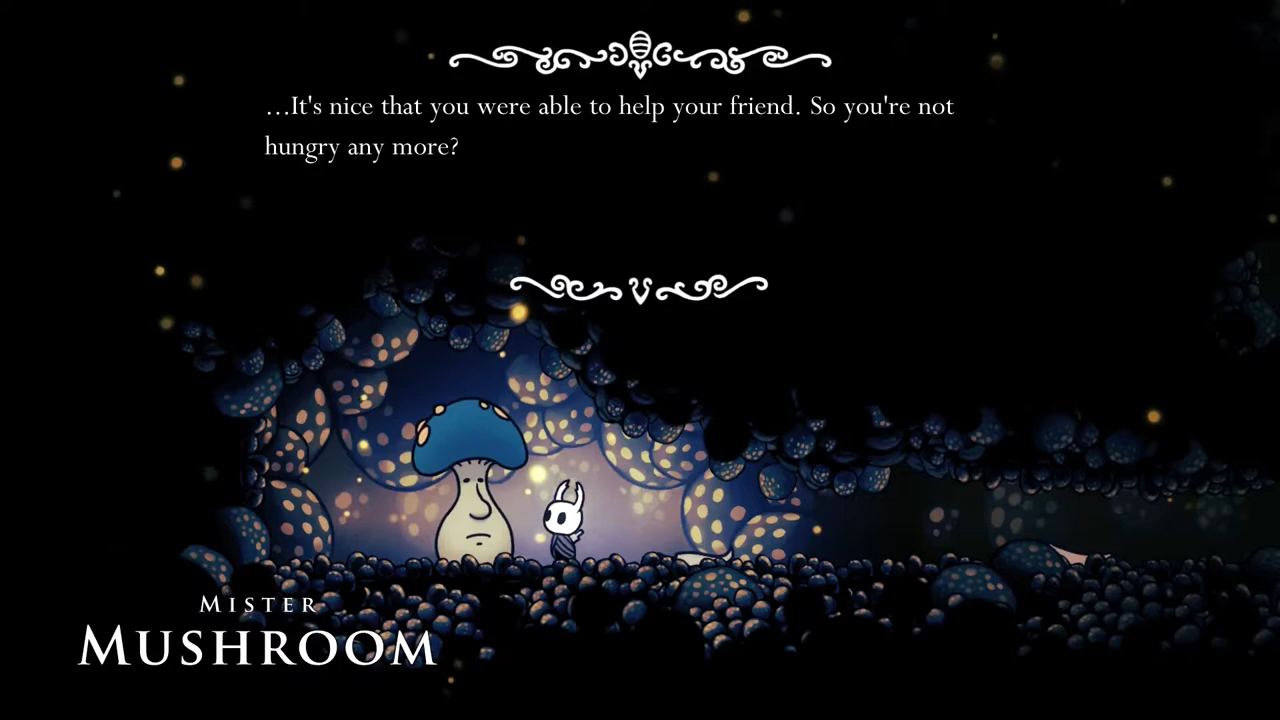 ...It's nice that you were able to help your friend. So you're not
hungry any more?
MISTER
MUSHROOM